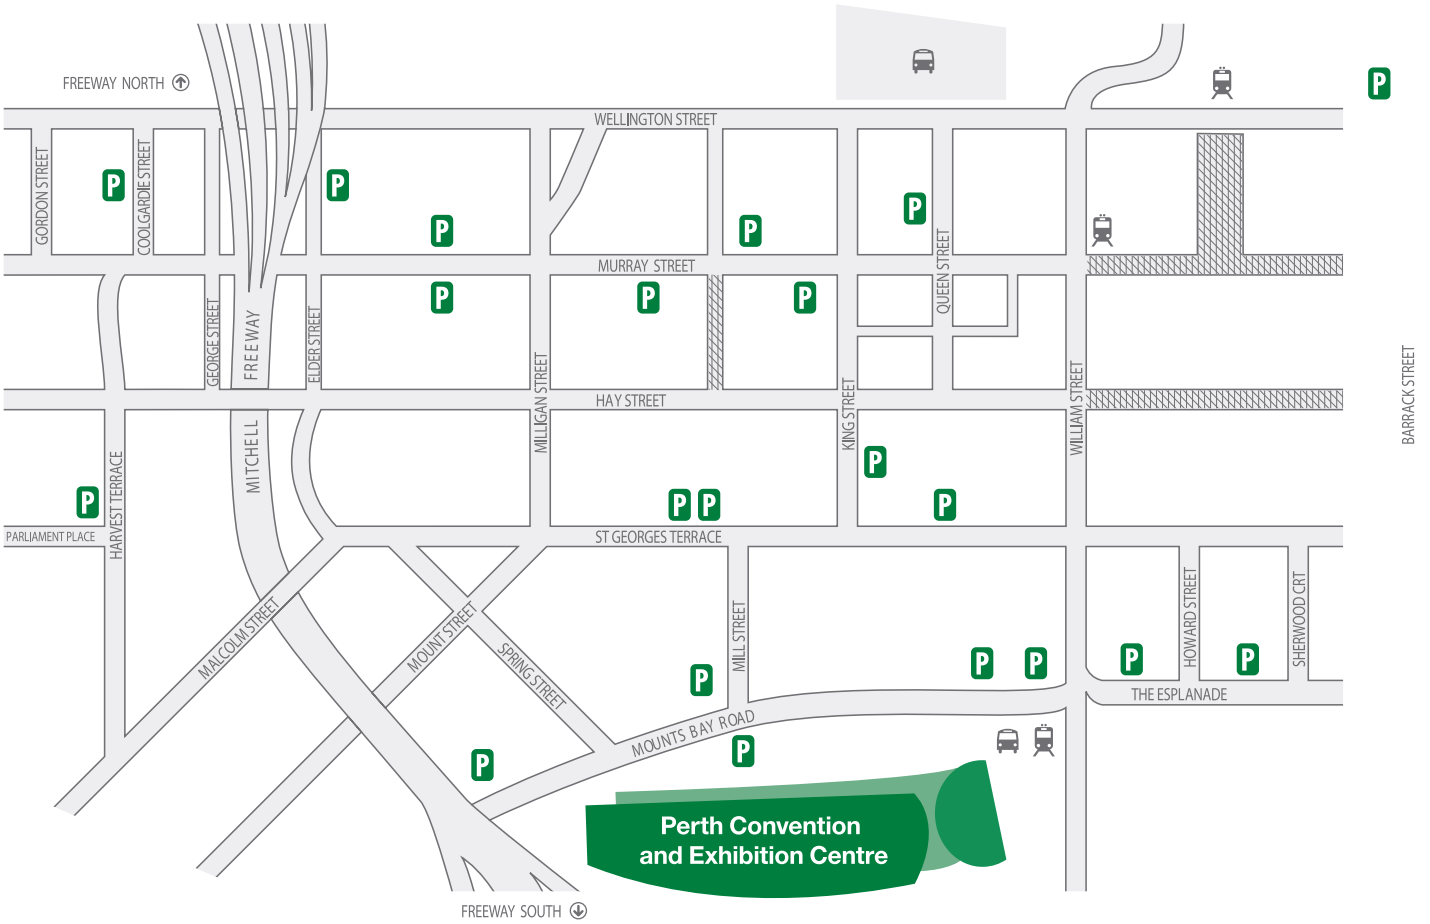 FREEWAY NORTH
P
WELLINGTON STREET
GORDON STREET
COOLGARDIE STREET
P
P
P
P
P
QUEEN STREET
MURRAY STREET
GEORGE STREET
FREEWAY
ELDER STREET
P
P
P
MILLIGAN STREET
KING STREET
WILLIAM STREET
BARRACK STREET
HAY STREET
MITCHELL
HARVEST TERRACE
P
P
P
P
P
PARLIAMENT PLACE
ST GEORGES TERRACE
MALCOLM STREET
MOUNT STREET
SPRING STREET
MILL STREET
HOWARD STREET
SHERWOOD CRT
P
P
P
P
P
THE ESPLANADE
MOUNTS BAY ROAD
P
P
Perth Convention
and Exhibition Centre
FREEWAY SOUTH